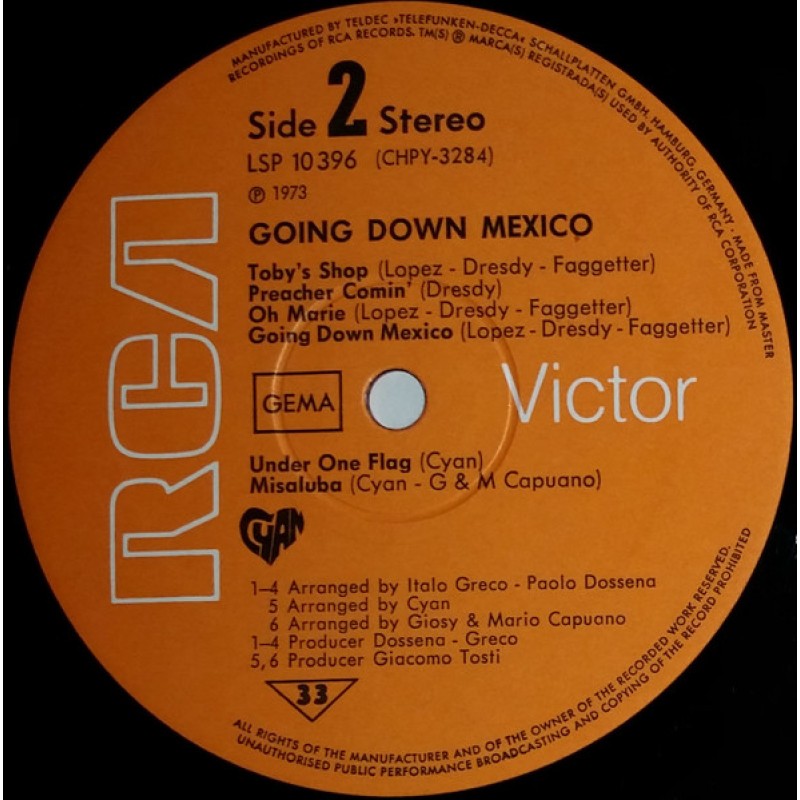 MANUFACTURED BY TELDEC »TELEFUNKEN-DECCA« SCHALLPLATTEN GMBH, HAMBURG, GERMANY · MADE FROM MASTER
RECORDINGS OF RCA RECORDS. TM(S) ® MARCA(S) REGISTRADA(S) USED BY AUTHORITY OF RCA CORPORATION
Side 2 Stereo
LSP 10 396 (CHPY-3284)
℗ 1973
GOING DOWN MEXICO
Toby's Shop (Lopez - Dresdy - Faggetter)
Preacher Comin' (Dresdy)
Oh Marie (Lopez - Dresdy - Faggetter)
Going Down Mexico (Lopez - Dresdy - Faggetter)
RCA
GEMA
Victor
Under One Flag (Cyan)
Misaluba (Cyan - G & M Capuano)
CYAN
1-4 Arranged by Italo Greco - Paolo Dossena
5 Arranged by Cyan
6 Arranged by Giosy & Mario Capuano
1-4 Producer Dossena - Greco
5, 6 Producer Giacomo Tosti
33
ALL RIGHTS OF THE MANUFACTURER AND OF THE OWNER OF THE RECORDED WORK RESERVED.
UNAUTHORISED PUBLIC PERFORMANCE BROADCASTING AND COPYING OF THE RECORD PROHIBITED